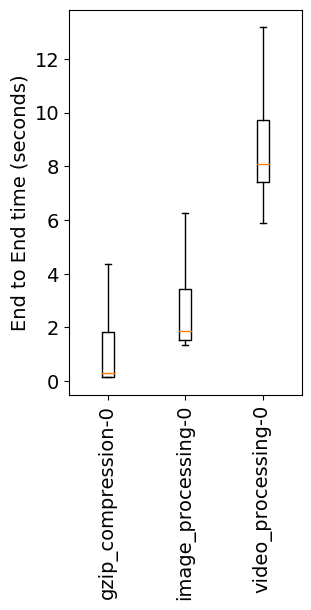 End to End time (seconds)
12
10
8
6
4
2
0
gzip_compression-0
image_processing-0
video_processing-0